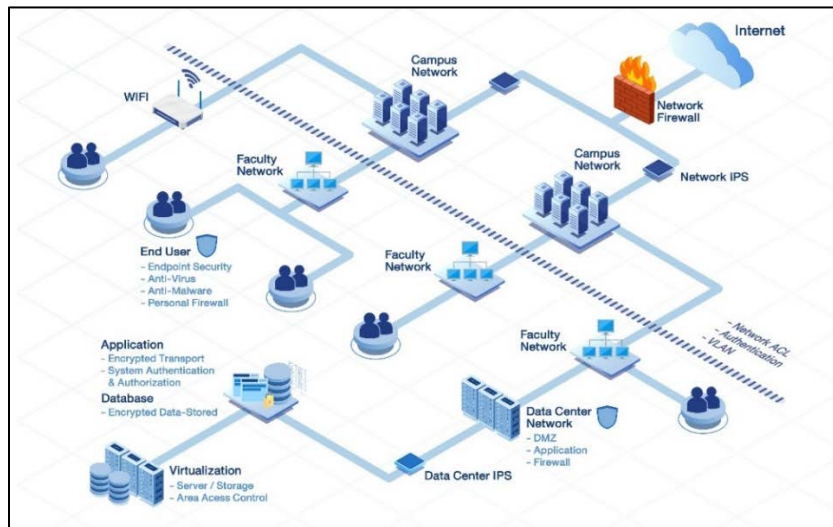 Internet
Campus
Network
WIFI
Network
Firewall
Campus
Network
Faculty
Network
Network IPS
End User
- Endpoint Security
- Anti-Virus
- Anti-Malware
- Personal Firewall
Faculty
Network
- Network ACL
- Authentication
- VLAN
Faculty
Network
Application
- Encrypted Transport
- System Authentication
& Authorization
Database
- Encrypted Data-Stored
Data Center
Network
- DMZ
- Application
- Firewall
Virtualization
- Server / Storage
- Area Acess Control
Data Center IPS